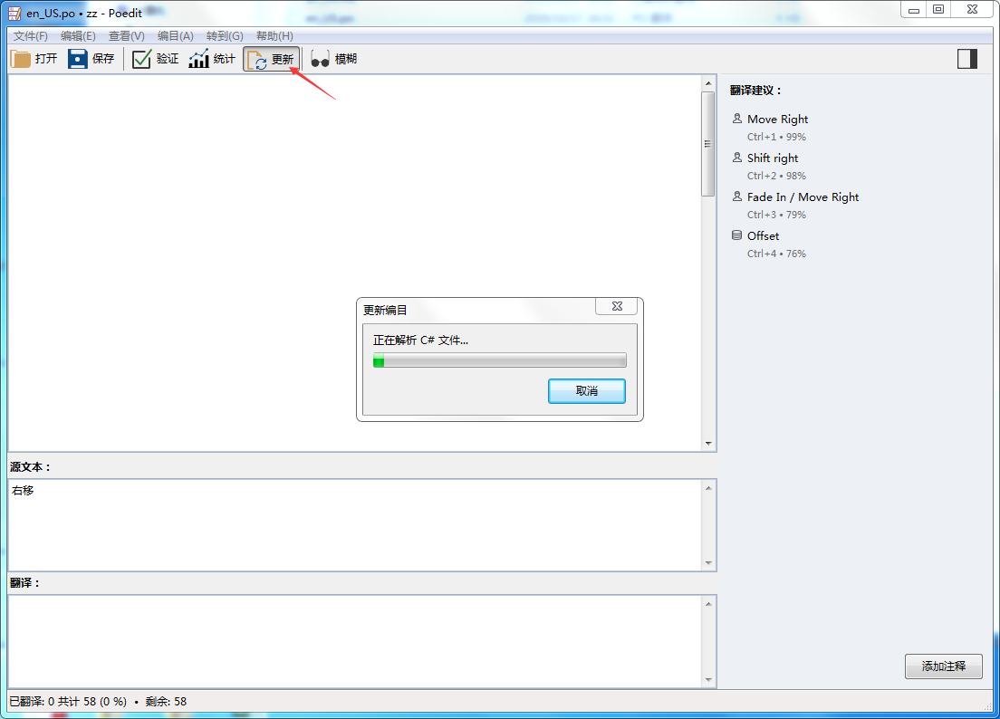 en_US.po • zz - Poedit
文件(F) 编辑(E) 查看(V) 编目(A) 转到(G) 帮助(H)
打开 保存 验证 统计 更新 模糊
翻译建议：
Move Right
Ctrl+1 • 99%
Shift right
Ctrl+2 • 98%
Fade In / Move Right
Ctrl+3 • 79%
Offset
Ctrl+4 • 76%
更新编目
正在解析 C# 文件...
取消
源文本：
右移
翻译：
添加注释
已翻译: 0 共计 58 (0 %) • 剩余: 58